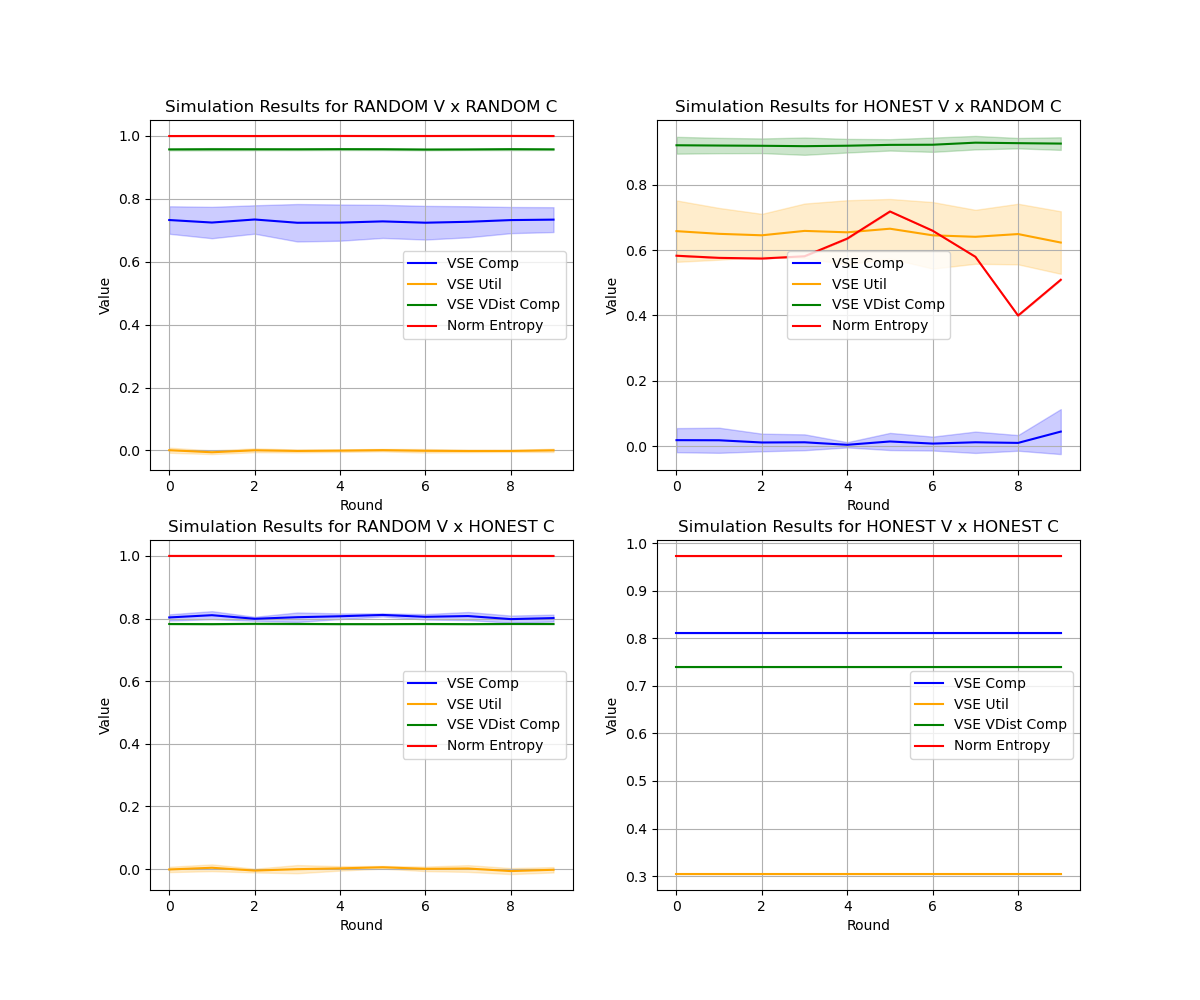 Simulation Results for RANDOM V x RANDOM C
1.0
0.8
0.6
0.4
0.2
0.0
Value
VSE Comp
VSE Util
VSE VDist Comp
Norm Entropy
0 2 4 6 8
Round
Simulation Results for HONEST V x RANDOM C
0.8
0.6
0.4
0.2
0.0
Value
VSE Comp
VSE Util
VSE VDist Comp
Norm Entropy
0 2 4 6 8
Round
Simulation Results for RANDOM V x HONEST C
1.0
0.8
0.6
0.4
0.2
0.0
Value
VSE Comp
VSE Util
VSE VDist Comp
Norm Entropy
0 2 4 6 8
Round
Simulation Results for HONEST V x HONEST C
1.0
0.9
0.8
0.7
0.6
0.5
0.4
0.3
Value
VSE Comp
VSE Util
VSE VDist Comp
Norm Entropy
0 2 4 6 8
Round